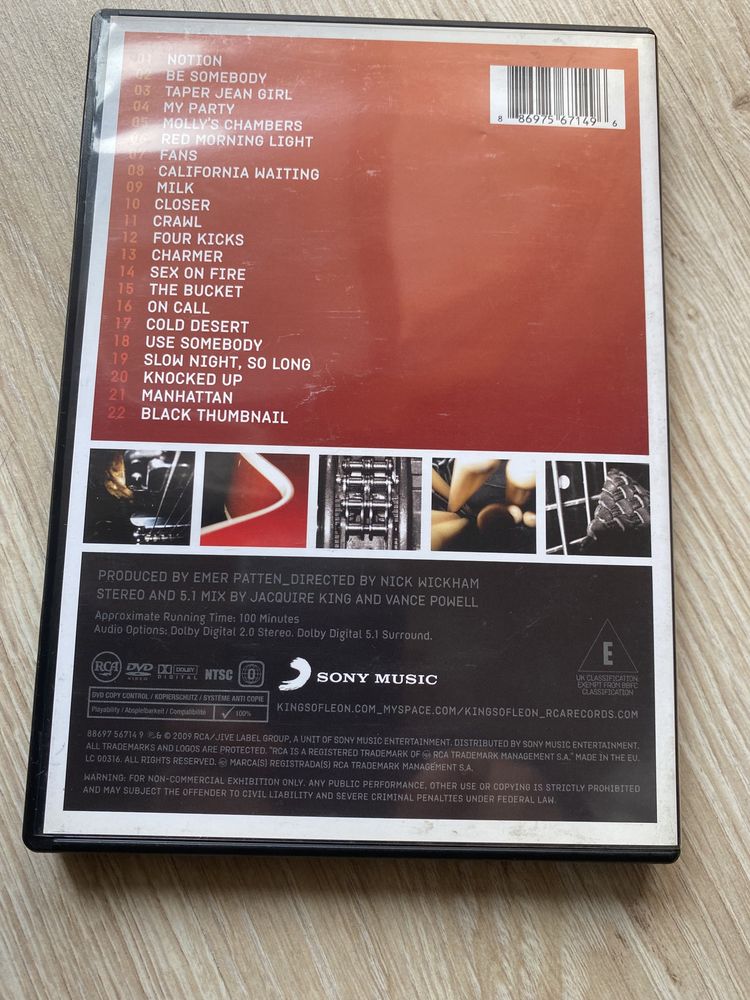 01 NOTION
02 BE SOMEBODY
03 TAPER JEAN GIRL
04 MY PARTY
05 MOLLY'S CHAMBERS
06 RED MORNING LIGHT
07 FANS
08 CALIFORNIA WAITING
09 MILK
10 CLOSER
11 CRAWL
12 FOUR KICKS
13 CHARMER
14 SEX ON FIRE
15 THE BUCKET
16 ON CALL
17 COLD DESERT
18 USE SOMEBODY
19 SLOW NIGHT, SO LONG
20 KNOCKED UP
21 MANHATTAN
22 BLACK THUMBNAIL
8 86975 67149 6
PRODUCED BY EMER PATTEN_DIRECTED BY NICK WICKHAM
STEREO AND 5.1 MIX BY JACQUIRE KING AND VANCE POWELL
Approximate Running Time: 100 Minutes
Audio Options: Dolby Digital 2.0 Stereo. Dolby Digital 5.1 Surround.
RCA DVD VIDEO DOLBY DIGITAL NTSC 0 SONY MUSIC
E
UK CLASSIFICATION
EXEMPT FROM BBFC
CLASSIFICATION
DVD COPY CONTROL / KOPIERSCHUTZ / SYSTÈME ANTI COPIE
Playability / Abspielbarkeit / Compatibilité 100%
KINGSOFLEON.COM_MYSPACE.COM/KINGSOFLEON_RCARECORDS.COM
88697 56714 9 ℗ & © 2009 RCA/JIVE LABEL GROUP, A UNIT OF SONY MUSIC ENTERTAINMENT. DISTRIBUTED BY SONY MUSIC ENTERTAINMENT.
ALL TRADEMARKS AND LOGOS ARE PROTECTED. "RCA IS A REGISTERED TRADEMARK OF RCA TRADEMARK MANAGEMENT S.A." MADE IN THE EU.
LC 00316. ALL RIGHTS RESERVED. MARCA(S) REGISTRADA(S) RCA TRADEMARK MANAGEMENT S.A.
WARNING: FOR NON-COMMERCIAL EXHIBITION ONLY. ANY PUBLIC PERFORMANCE, OTHER USE OR COPYING IS STRICTLY PROHIBITED
AND MAY SUBJECT THE OFFENDER TO CIVIL LIABILITY AND SEVERE CRIMINAL PENALTIES UNDER FEDERAL LAW.